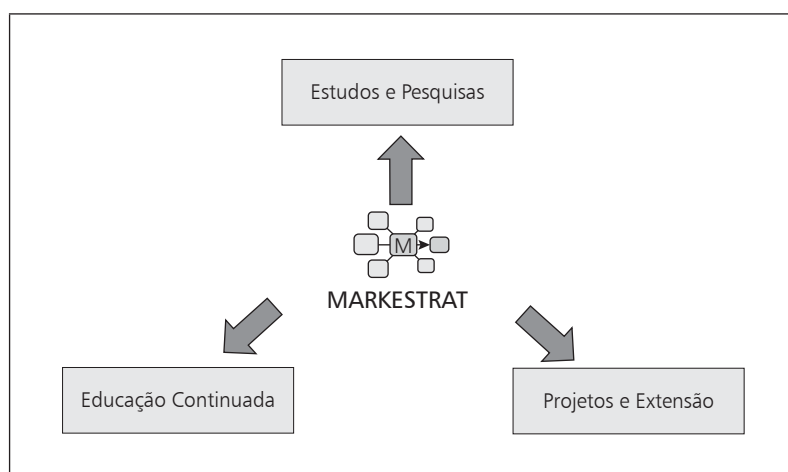 Estudos e Pesquisas
M
MARKESTRAT
Educação Continuada
Projetos e Extensão